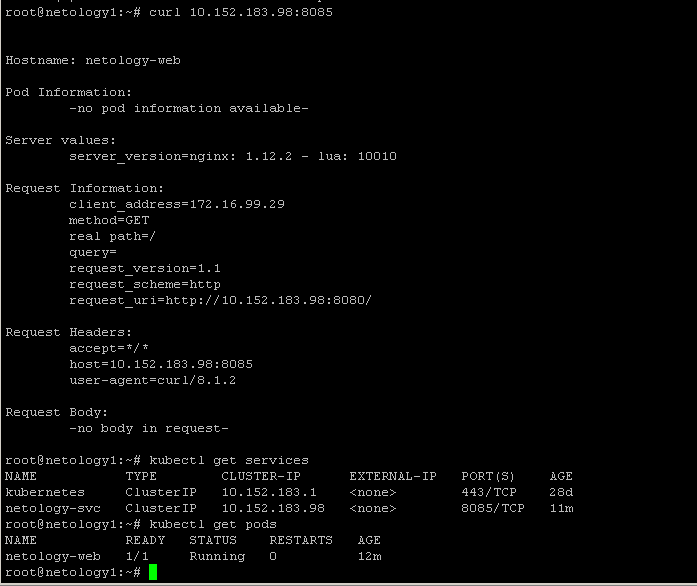 root@netology1:~# curl 10.152.183.98:8085
Hostname: netology-web
Pod Information:
        -no pod information available-
Server values:
        server_version=nginx: 1.12.2 - lua: 10010
Request Information:
        client_address=172.16.99.29
        method=GET
        real path=/
        query=
        request_version=1.1
        request_scheme=http
        request_uri=http://10.152.183.98:8080/
Request Headers:
        accept=*/*
        host=10.152.183.98:8085
        user-agent=curl/8.1.2
Request Body:
        -no body in request-
root@netology1:~# kubectl get services
NAME           TYPE        CLUSTER-IP      EXTERNAL-IP   PORT(S)    AGE
kubernetes     ClusterIP   10.152.183.1    <none>        443/TCP    28d
netology-svc   ClusterIP   10.152.183.98   <none>        8085/TCP   11m
root@netology1:~# kubectl get pods
NAME           READY   STATUS    RESTARTS   AGE
netology-web   1/1     Running   0          12m
root@netology1:~#